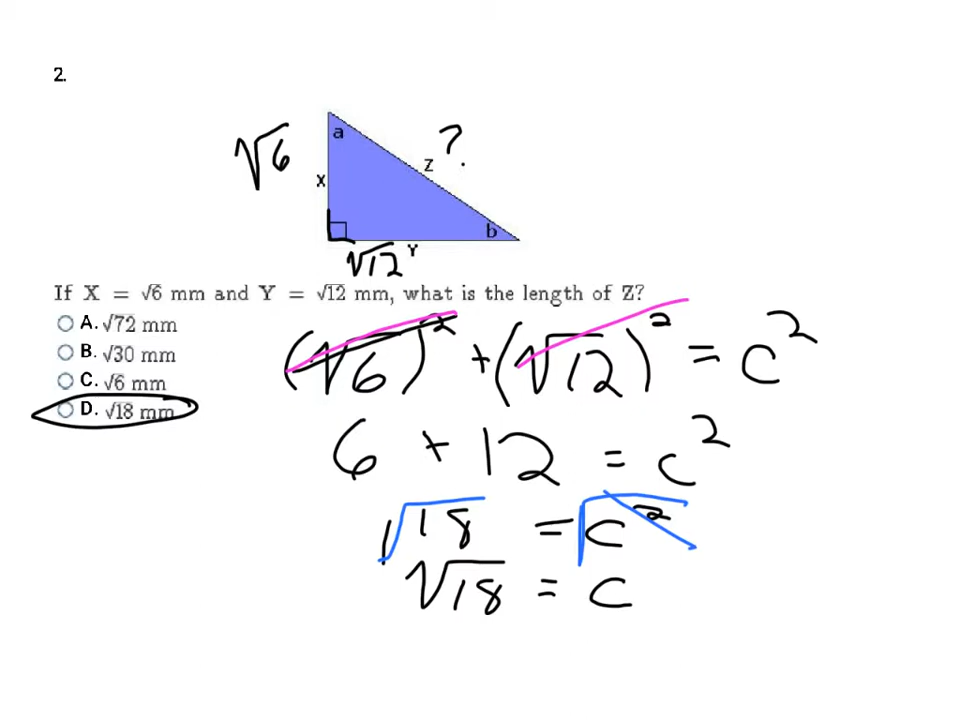 2.
√6
a
?
Z
X
b
√12 Y
If X = √6 mm and Y = √12 mm, what is the length of Z?
A. √72 mm
B. √30 mm
C. √6 mm
D. √18 mm
(√6)² + (√12)² = c²
6 + 12 = c²
√18 = √c²
√18 = c